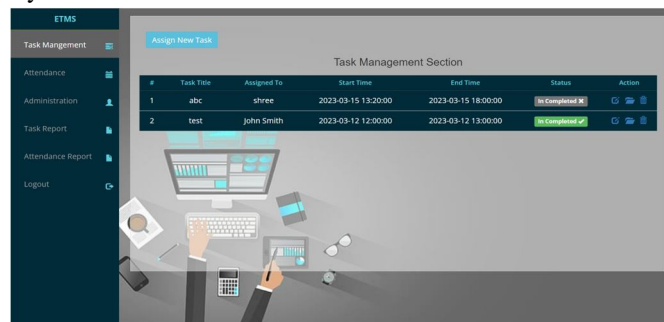 ETMS
Task Mangement
Attendance
Administration
Task Report
Attendance Report
Logout
Assign New Task
Task Management Section
# Task Title Assigned To Start Time End Time Status Action
1 abc shree 2023-03-15 13:20:00 2023-03-15 18:00:00 In Completed
2 test John Smith 2023-03-12 12:00:00 2023-03-12 13:00:00 In Completed